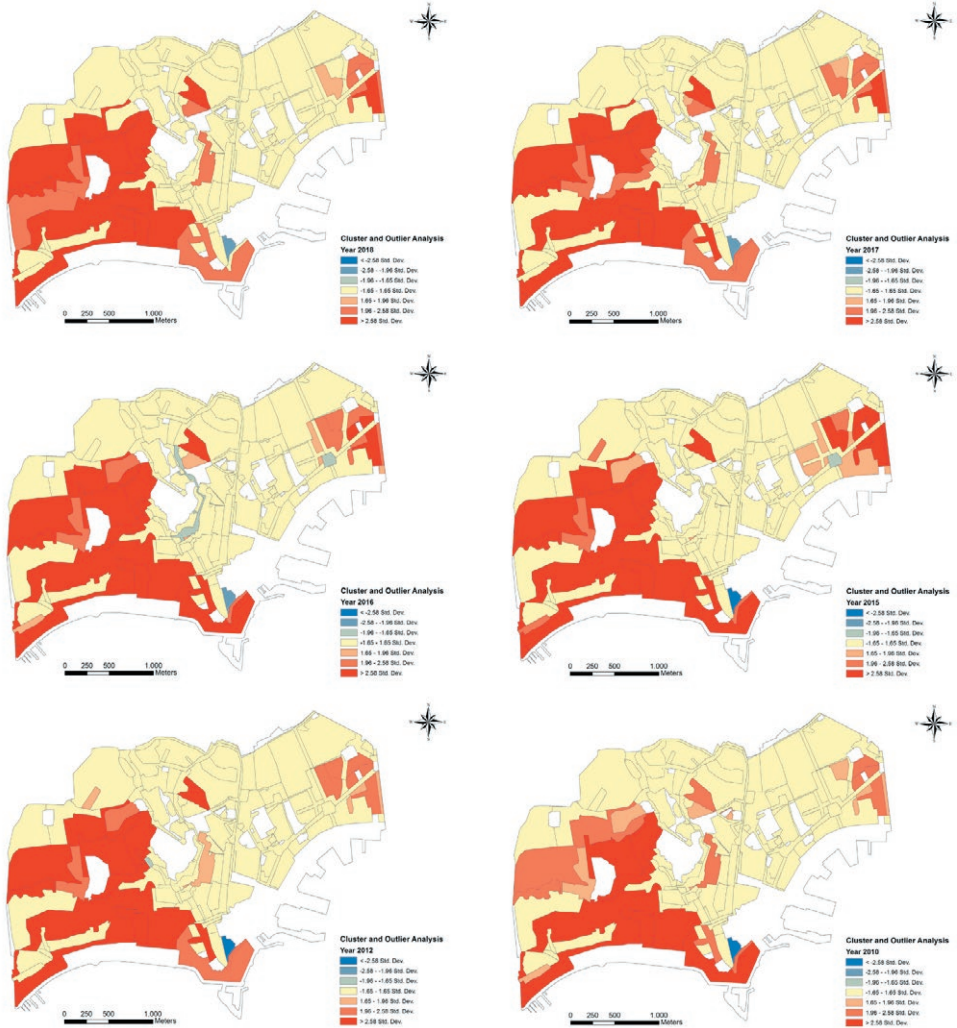 N
N
Cluster and Outlier Analysis
Year 2018
< -2.58 Std. Dev.
-2.58 - -1.96 Std. Dev.
-1.96 - -1.65 Std. Dev.
-1.65 - 1.65 Std. Dev.
1.65 - 1.96 Std. Dev.
1.96 - 2.58 Std. Dev.
> 2.58 Std. Dev.
0 250 500 1.000
Meters
Cluster and Outlier Analysis
Year 2017
< -2.58 Std. Dev.
-2.58 - -1.96 Std. Dev.
-1.96 - -1.65 Std. Dev.
-1.65 - 1.65 Std. Dev.
1.65 - 1.96 Std. Dev.
1.96 - 2.58 Std. Dev.
> 2.58 Std. Dev.
0 250 500 1.000
Meters
N
N
Cluster and Outlier Analysis
Year 2016
< -2.58 Std. Dev.
-2.58 - -1.96 Std. Dev.
-1.96 - -1.65 Std. Dev.
-1.65 - 1.65 Std. Dev.
1.65 - 1.96 Std. Dev.
1.96 - 2.58 Std. Dev.
> 2.58 Std. Dev.
0 250 500 1.000
Meters
Cluster and Outlier Analysis
Year 2015
< -2.58 Std. Dev.
-2.58 - -1.96 Std. Dev.
-1.96 - -1.65 Std. Dev.
-1.65 - 1.65 Std. Dev.
1.65 - 1.96 Std. Dev.
1.96 - 2.58 Std. Dev.
> 2.58 Std. Dev.
0 250 500 1.000
Meters
N
N
Cluster and Outlier Analysis
Year 2012
< -2.58 Std. Dev.
-2.58 - -1.96 Std. Dev.
-1.96 - -1.65 Std. Dev.
-1.65 - 1.65 Std. Dev.
1.65 - 1.96 Std. Dev.
1.96 - 2.58 Std. Dev.
> 2.58 Std. Dev.
0 250 500 1.000
Meters
Cluster and Outlier Analysis
Year 2010
< -2.58 Std. Dev.
-2.58 - -1.96 Std. Dev.
-1.96 - -1.65 Std. Dev.
-1.65 - 1.65 Std. Dev.
1.65 - 1.96 Std. Dev.
1.96 - 2.58 Std. Dev.
> 2.58 Std. Dev.
0 250 500 1.000
Meters